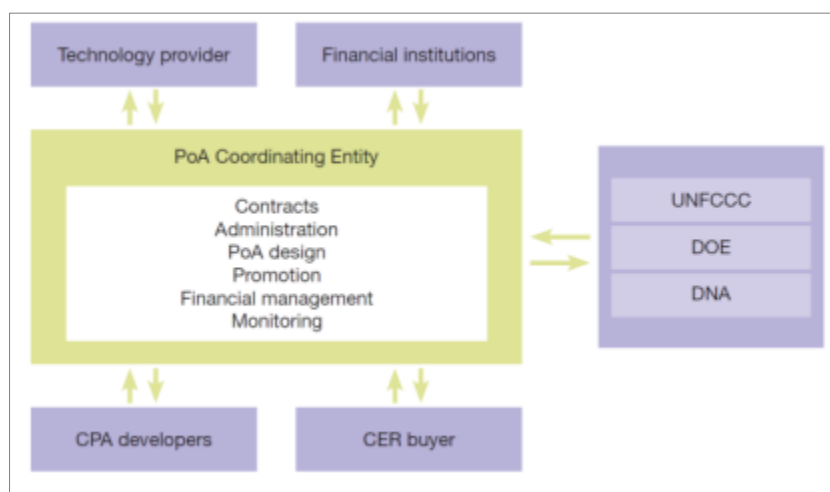 Technology provider
Financial institutions
PoA Coordinating Entity
Contracts
Administration
PoA design
Promotion
Financial management
Monitoring
UNFCCC
DOE
DNA
CPA developers
CER buyer